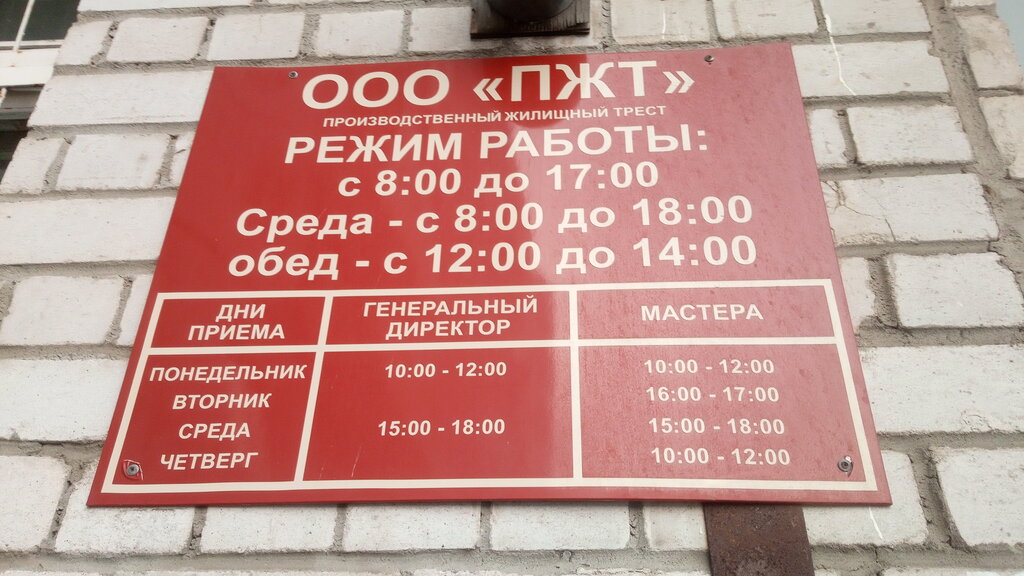 ООО «ПЖТ»
ПРОИЗВОДСТВЕННЫЙ ЖИЛИЩНЫЙ ТРЕСТ
РЕЖИМ РАБОТЫ:
с 8:00 до 17:00
Среда - с 8:00 до 18:00
обед - с 12:00 до 14:00
ДНИ ПРИЕМА
ГЕНЕРАЛЬНЫЙ ДИРЕКТОР
МАСТЕРА
ПОНЕДЕЛЬНИК 10:00 - 12:00 10:00 - 12:00
ВТОРНИК 16:00 - 17:00
СРЕДА 15:00 - 18:00 15:00 - 18:00
ЧЕТВЕРГ 10:00 - 12:00